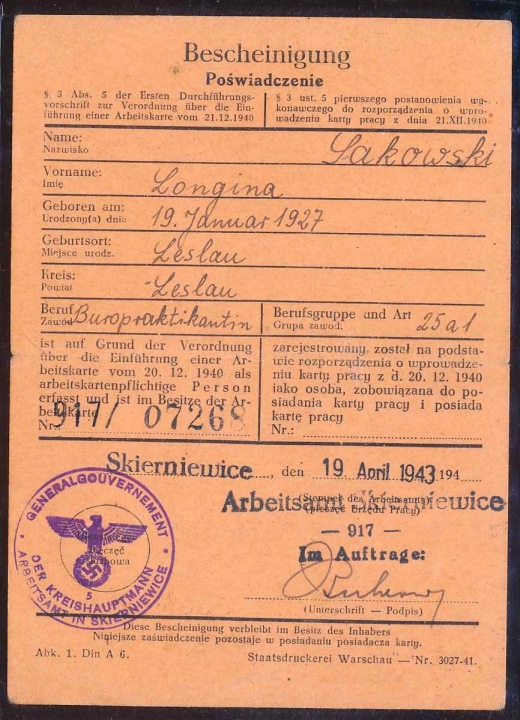 Bescheinigung
Poświadczenie
§ 3 Abs. 5 der Ersten Durchführungs-
vorschrift zur Verordnung über die Ein-
führung einer Arbeitskarte vom 21.12.1940
§ 3 ust. 5 pierwszego postanowienia wy-
konawczego do rozporządzenia o wpro-
wadzeniu karty pracy z dnia 21.XII.1940
Name: Sakowski
Nazwisko
Vorname: Longina
Imię
Geboren am: 19. Januar 1927
Urodzony(a) dnia
Geburtsort: Leslau
Miejsce urodz.
Kreis: Leslau
Powiat
Beruf Büropraktikantin
Zawód
Berufsgruppe und Art 25a1
Grupa zawod.
ist auf Grund der Verordnung
über die Einführung einer Ar-
beitskarte vom 20. 12. 1940 als
arbeitskartenpflichtige Person
erfasst und ist im Besitze der Ar-
beitskarte
Nr.: 917/ 07268
zarejestrowany został na podsta-
wie rozporządzenia o wprowadze-
niu karty pracy z d. 20. 12. 1940
jako osoba, zobowiązana do po-
siadania karty pracy i posiada
kartę pracy
Nr.:
Skierniewice, den 19 April 1943 194
Arbeitsamt Skierniewice
(Stempel des Arbeitsamts)
(pieczęć Urzędu Pracy)
— 917 —
Im Auftrage:
(Unterschrift — Podpis)
GENERALGOUVERNEMENT
DER KREISHAUPTMANN
ARBEITSAMT IN SKIERNIEWICE
5
Diese Bescheinigung verbleibt im Besitz des Inhabers
Niniejsze zaświadczenie pozostaje w posiadaniu posiadacza karty.
Abk. 1. Din A 6.
Staatsdruckerei Warschau — Nr. 3027-41.